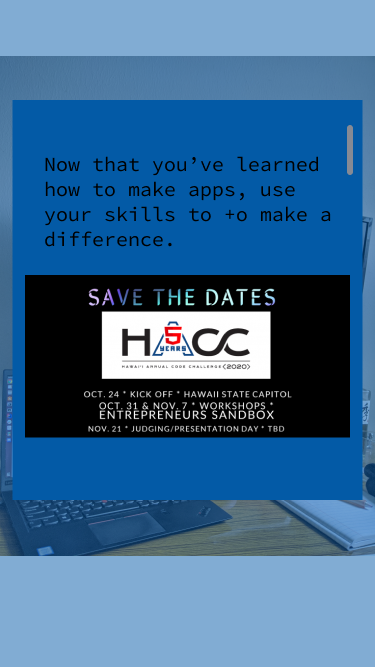 Now that you’ve learned
how to make apps, use
your skills to +o make a
difference.
SAVE THE DATES
HACC
5
YEARS
HAWAI'I ANNUAL CODE CHALLENGE (2020)
OCT. 24 * KICK OFF * HAWAII STATE CAPITOL
OCT. 31 & NOV. 7 * WORKSHOPS *
ENTREPRENEURS SANDBOX
NOV. 21 * JUDGING/PRESENTATION DAY * TBD